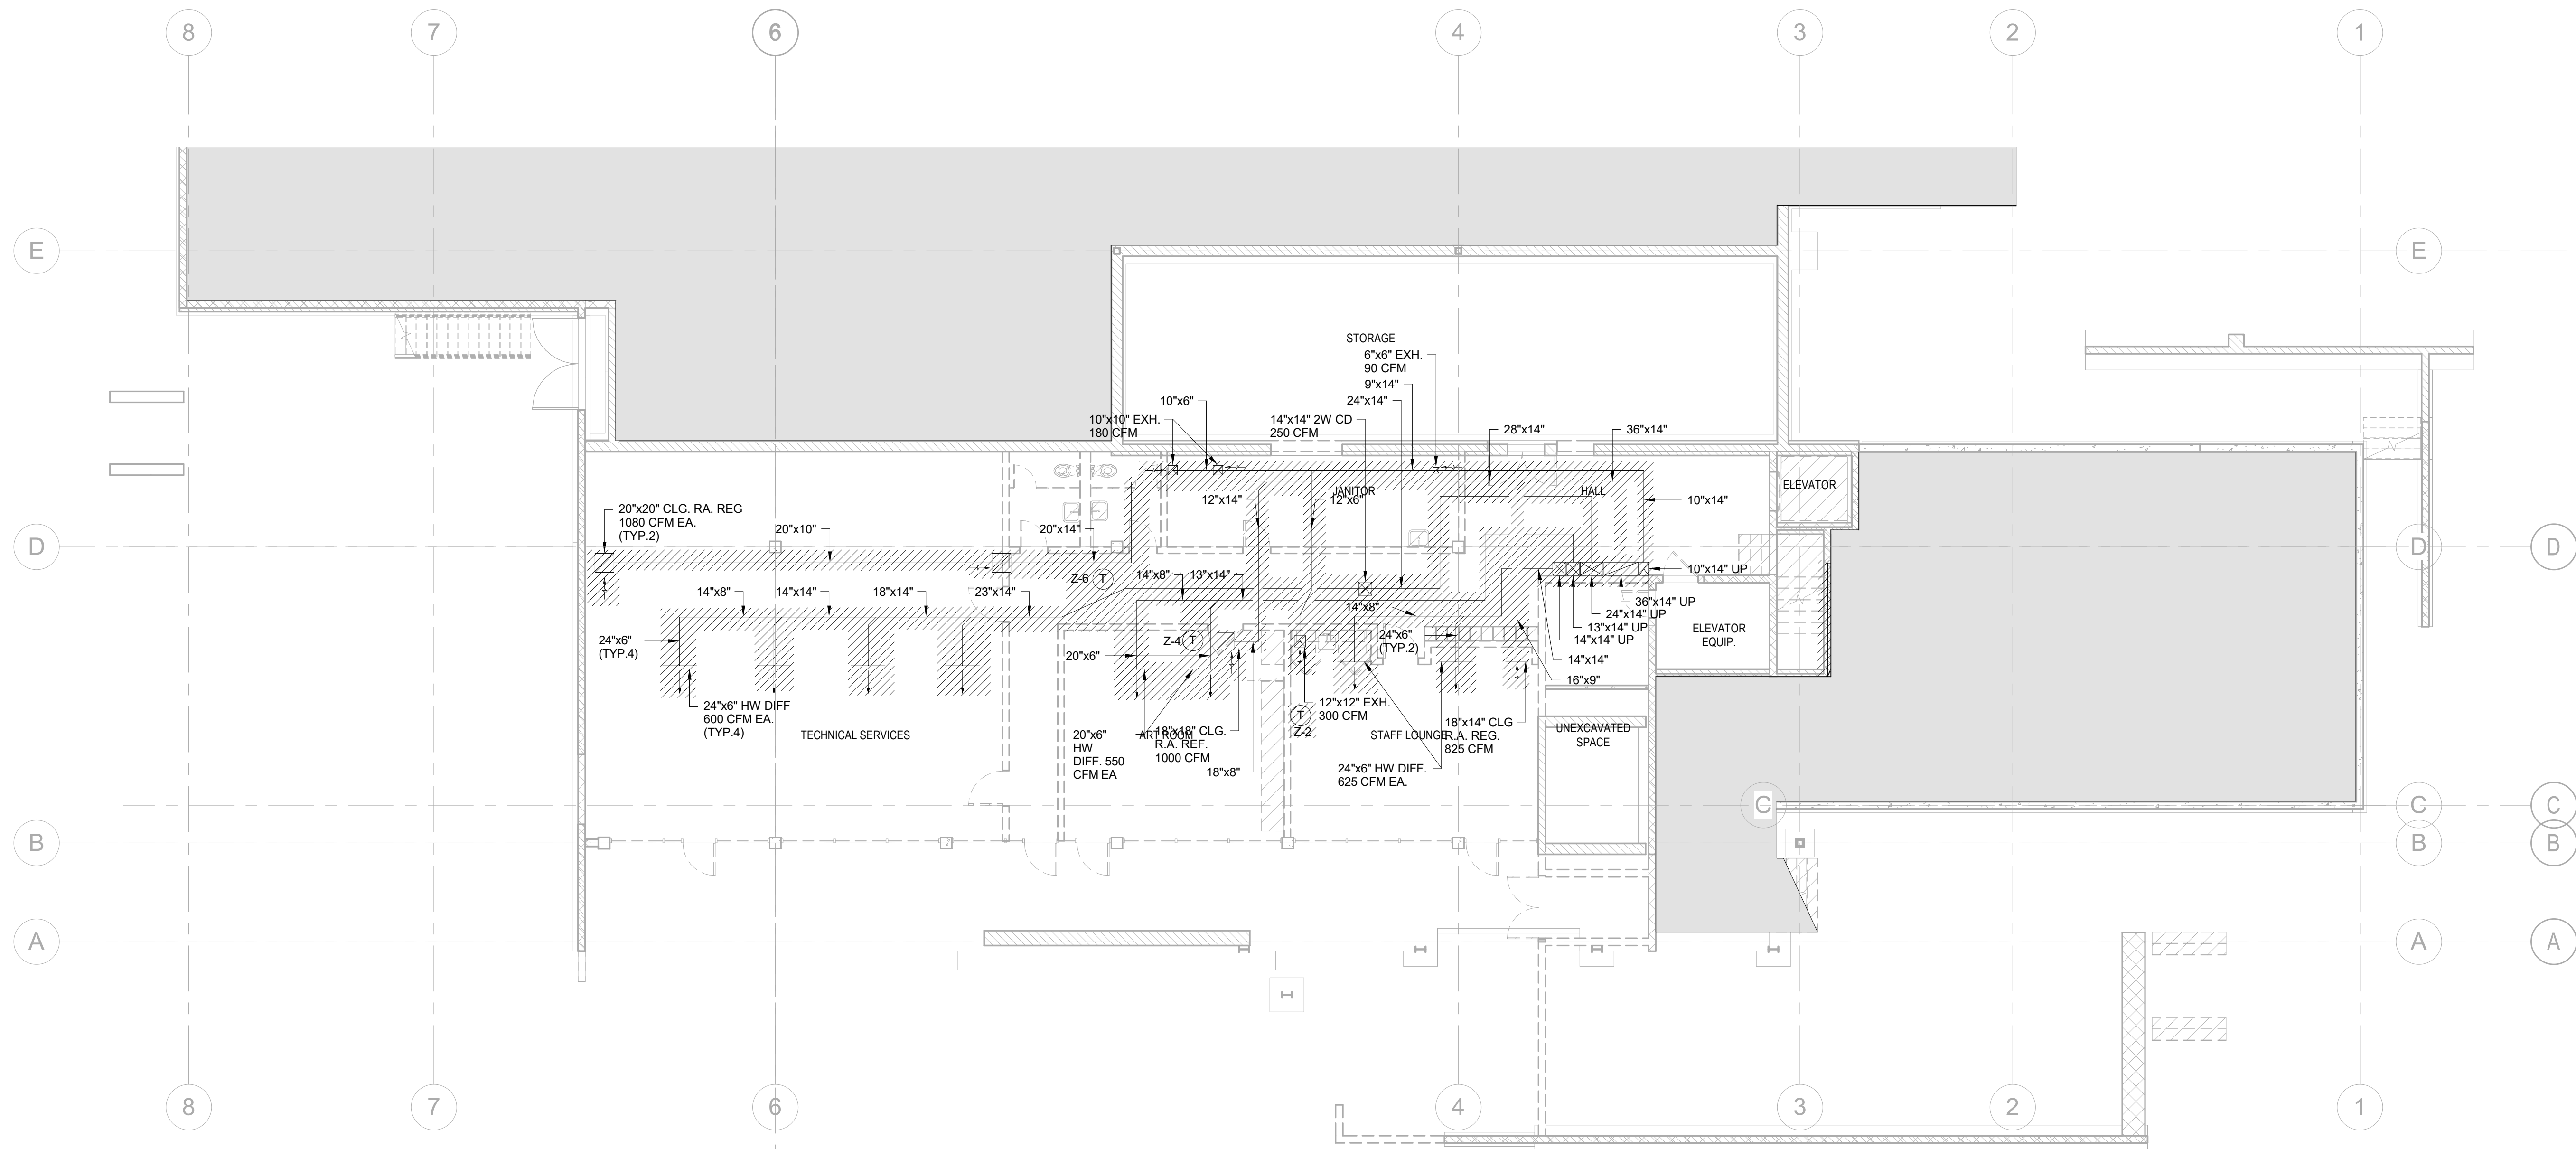 8
7
6
4
3
2
1
E
E
STORAGE
6"x6" EXH.
90 CFM
9"x14"
24"x14"
10"x6"
10"x10" EXH.
180 CFM
14"x14" 2W CD
250 CFM
28"x14"
36"x14"
ELEVATOR
JANITOR
HALL
12"x14"
12"x6"
10"x14"
20"x20" CLG. RA. REG
1080 CFM EA.
(TYP.2)
20"x10"
20"x14"
D
D
D
Z-6
T
14"x8"
13"x14"
10"x14" UP
14"x8"
14"x14"
18"x14"
23"x14"
14"x8"
36"x14" UP
24"x14" UP
13"x14" UP
14"x14" UP
ELEVATOR
EQUIP.
24"x6"
(TYP.4)
Z-4
T
24"x6"
(TYP.2)
20"x6"
14"x14"
16"x9"
24"x6" HW DIFF
600 CFM EA.
(TYP.4)
TECHNICAL SERVICES
20"x6"
HW
DIFF. 550
CFM EA
ART ROOM
18"x18" CLG.
R.A. REF.
1000 CFM
18"x8"
12"x12" EXH.
300 CFM
T
Z-2
STAFF LOUNGE
18"x14" CLG
R.A. REG.
825 CFM
24"x6" HW DIFF.
625 CFM EA.
UNEXCAVATED
SPACE
C
C
C
B
B
B
A
A
A
8
7
6
4
3
2
1